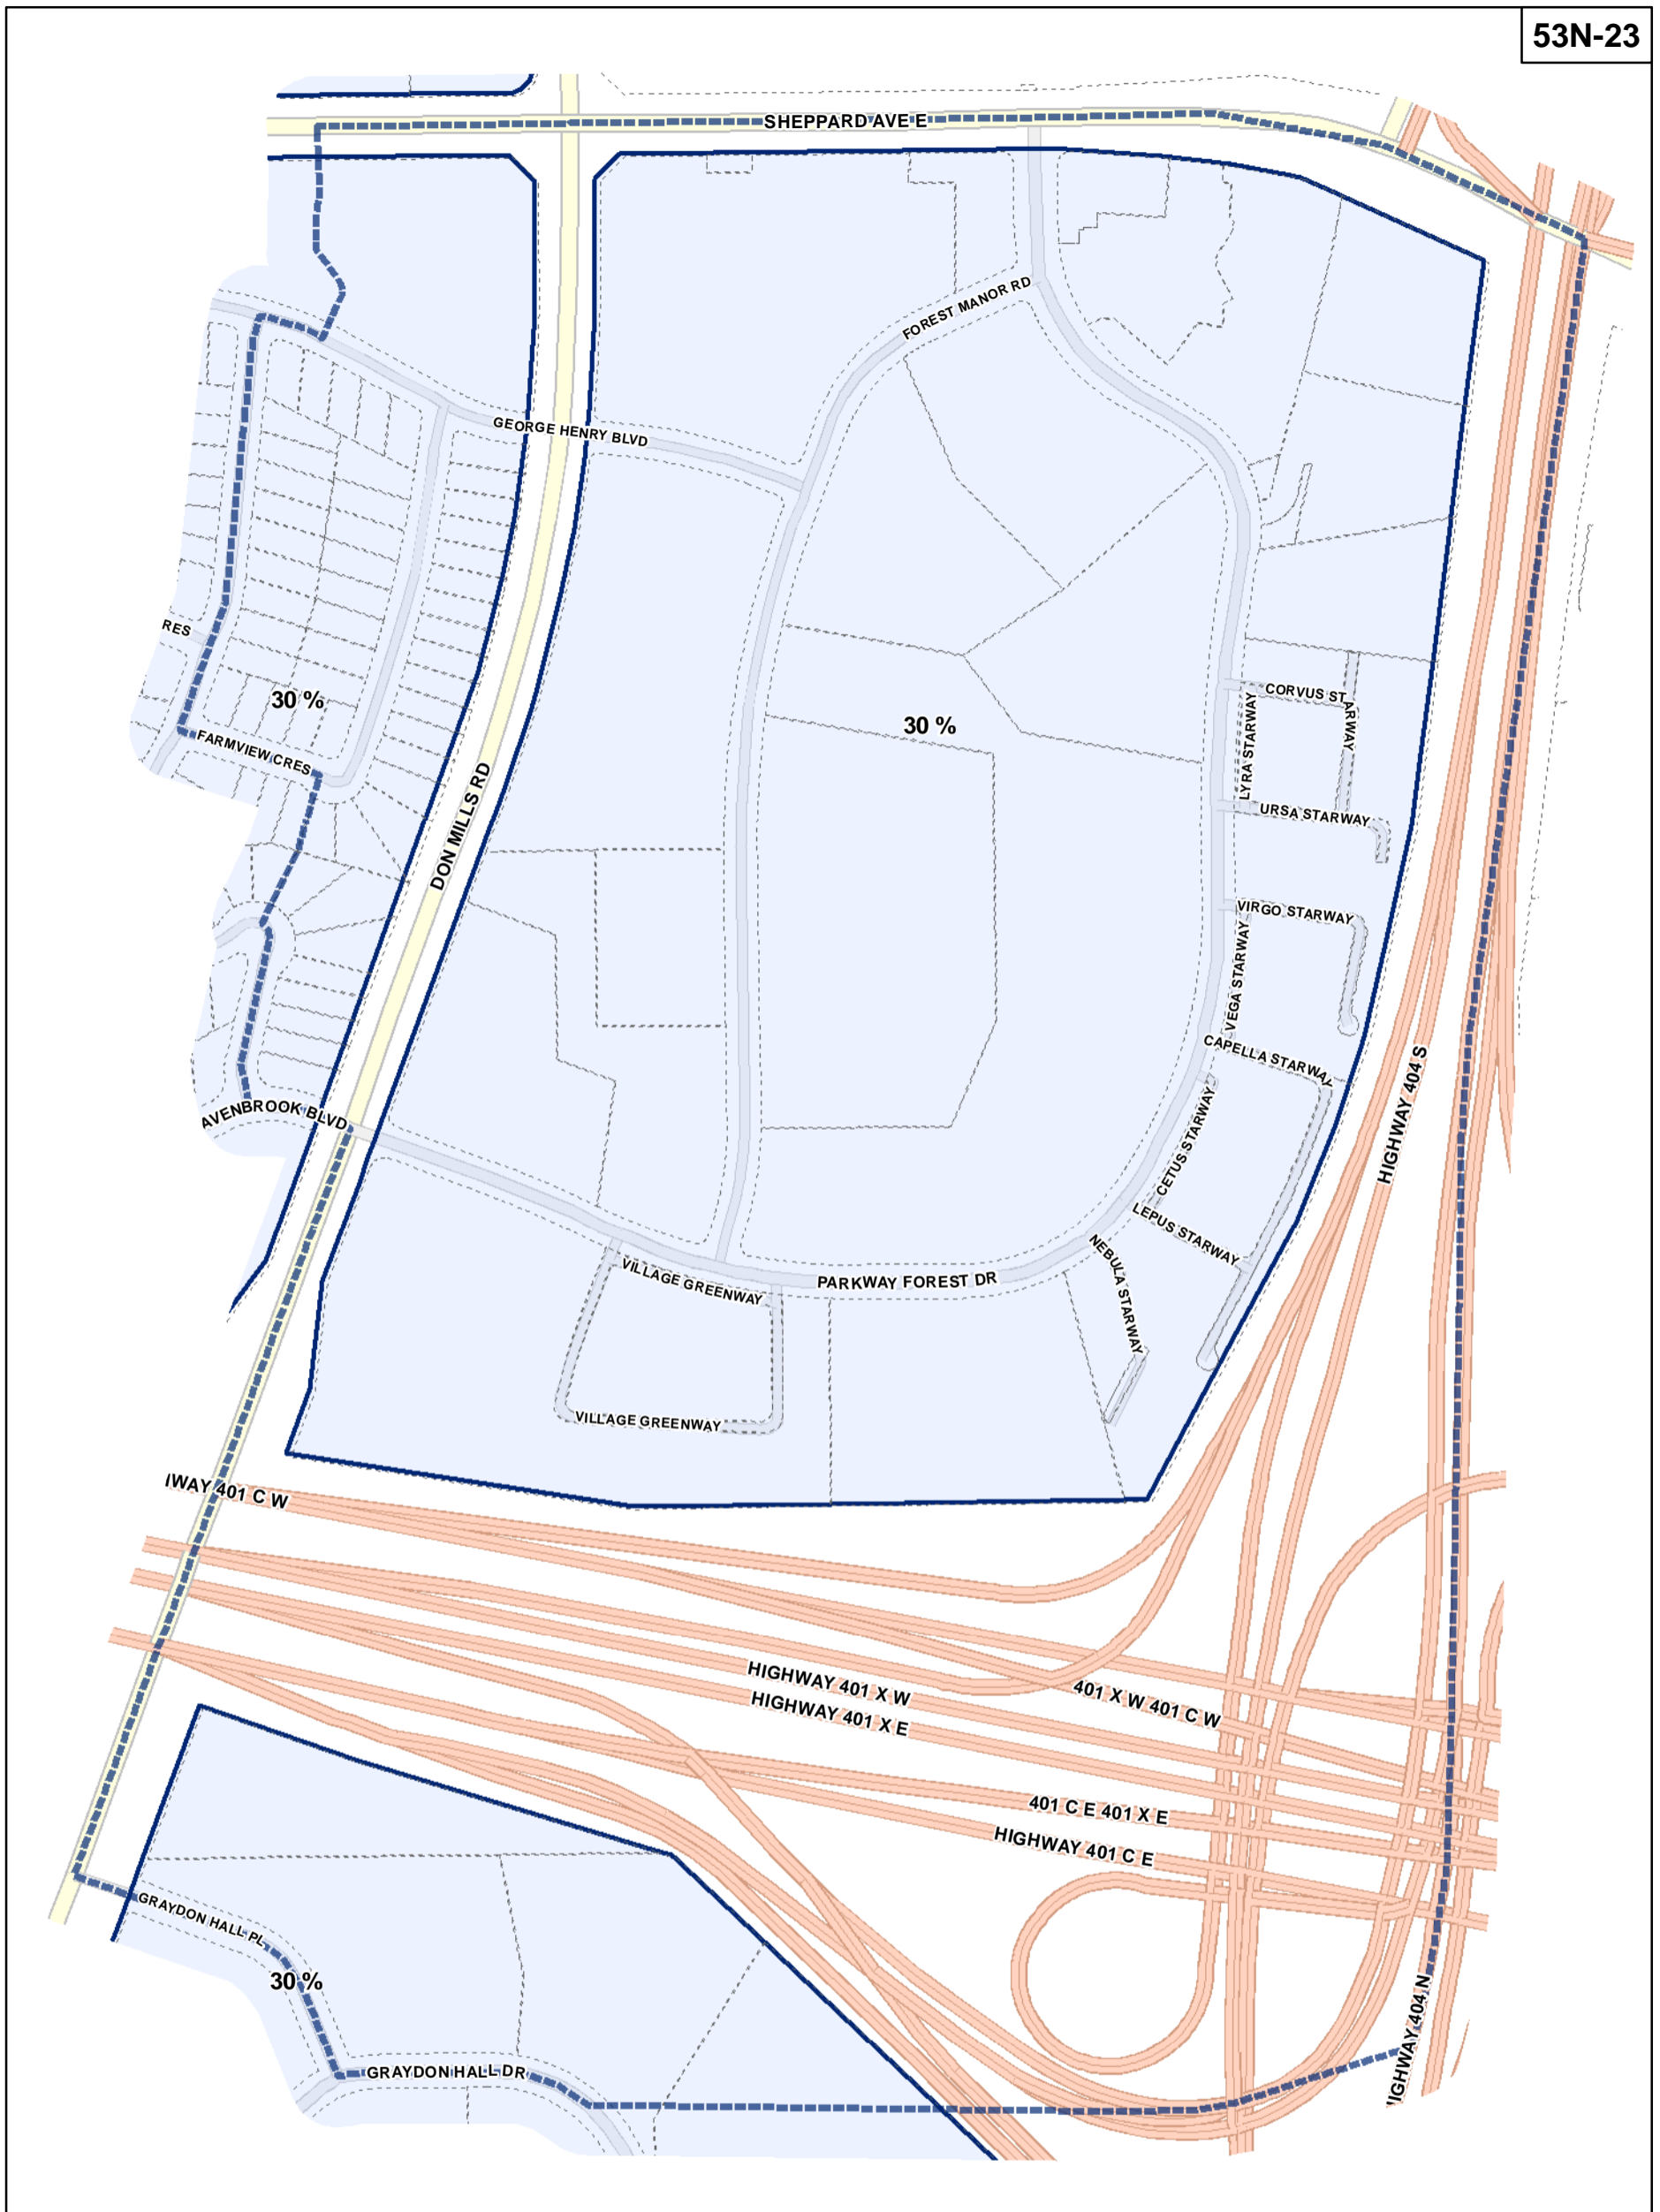 53N-23
SHEPPARD AVE E
FOREST MANOR RD
GEORGE HENRY BLVD
RES
30 %
30 %
CORVUS STARWAY
LYRA STARWAY
FARMVIEW CRES
DON MILLS RD
URSA STARWAY
VIRGO STARWAY
VEGA STARWAY
CAPELLA STARWAY
HIGHWAY 404 S
AVENBROOK BLVD
CETUS STARWAY
LEPUS STARWAY
NEBULA STARWAY
VILLAGE GREENWAY
PARKWAY FOREST DR
VILLAGE GREENWAY
IWAY 401 C W
HIGHWAY 401 X W
HIGHWAY 401 X E
401 X W 401 C W
401 C E 401 X E
HIGHWAY 401 C E
GRAYDON HALL PL
30 %
GRAYDON HALL DR
IGHWAY 404 N